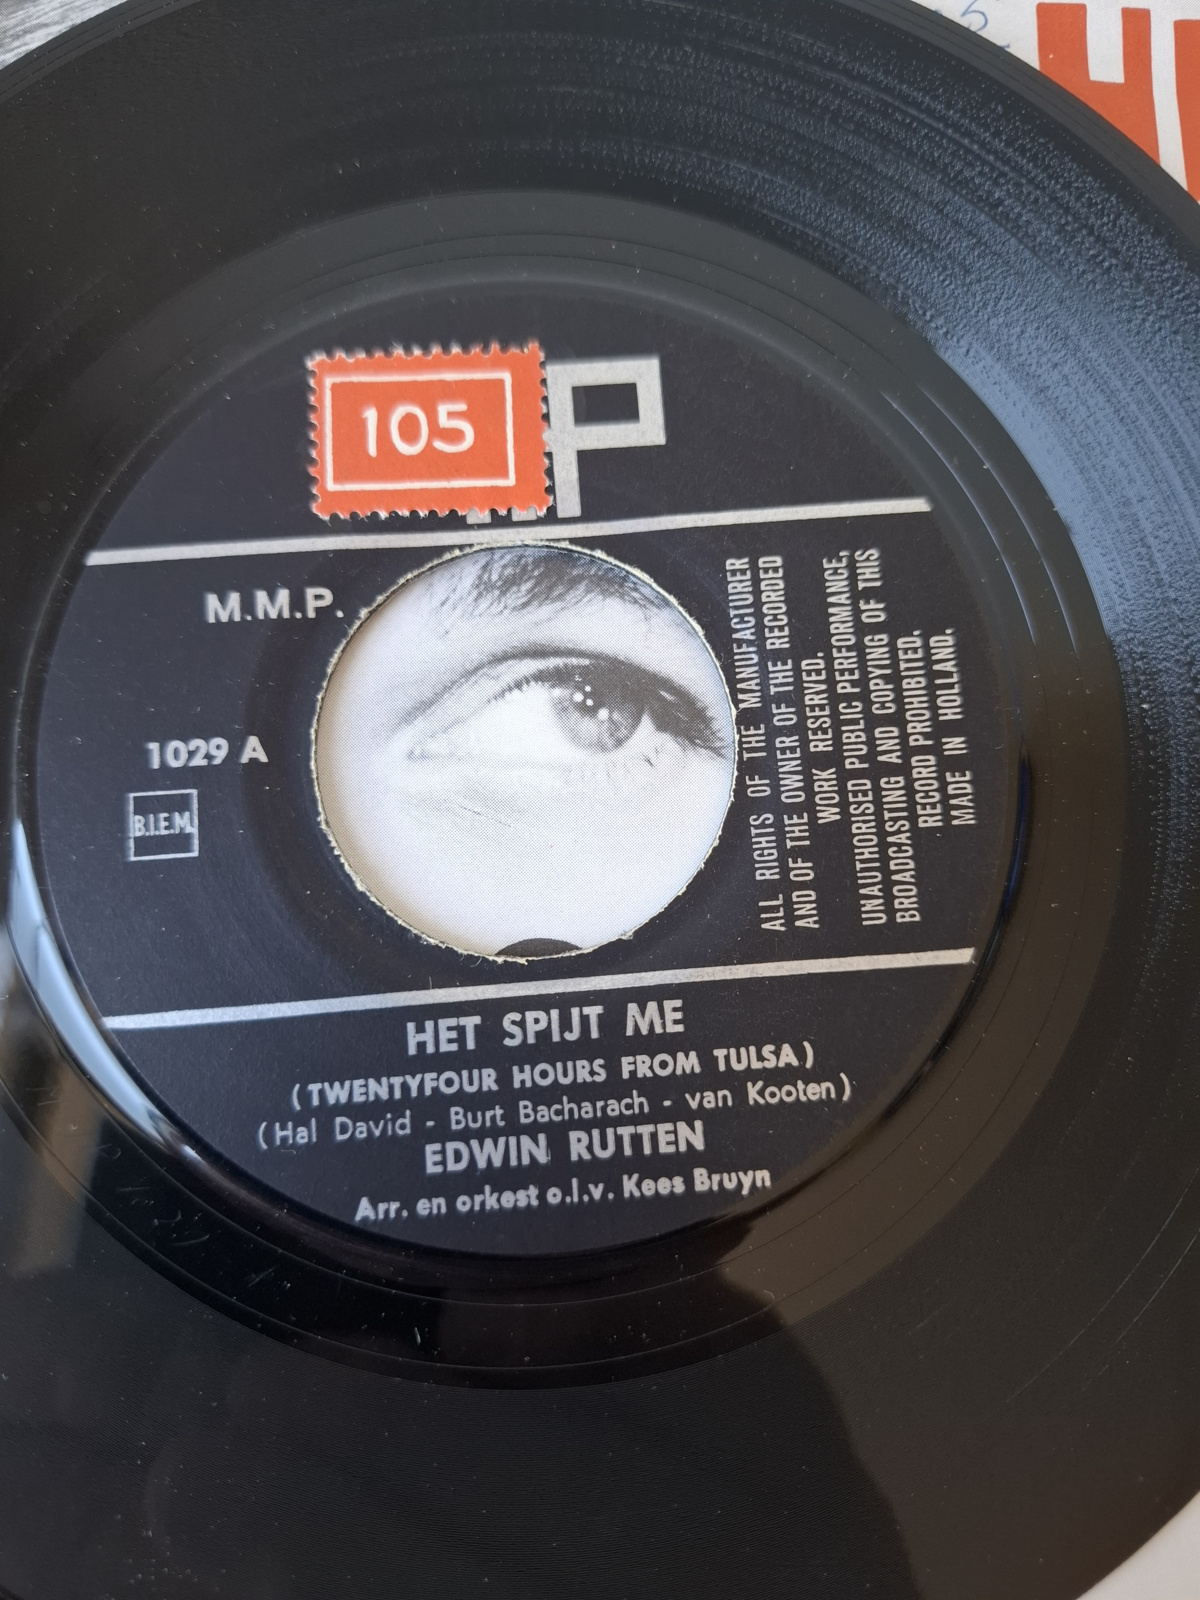 105
P
M.M.P.
1029 A
B.I.E.M.
ALL RIGHTS OF THE MANUFACTURER
AND OF THE OWNER OF THE RECORDED
WORK RESERVED.
UNAUTHORISED PUBLIC PERFORMANCE,
BROADCASTING AND COPYING OF THIS
RECORD PROHIBITED.
MADE IN HOLLAND.
HET SPIJT ME
(TWENTYFOUR HOURS FROM TULSA)
(Hal David - Burt Bacharach - van Kooten)
EDWIN RUTTEN
Arr. en orkest o.l.v. Kees Bruyn